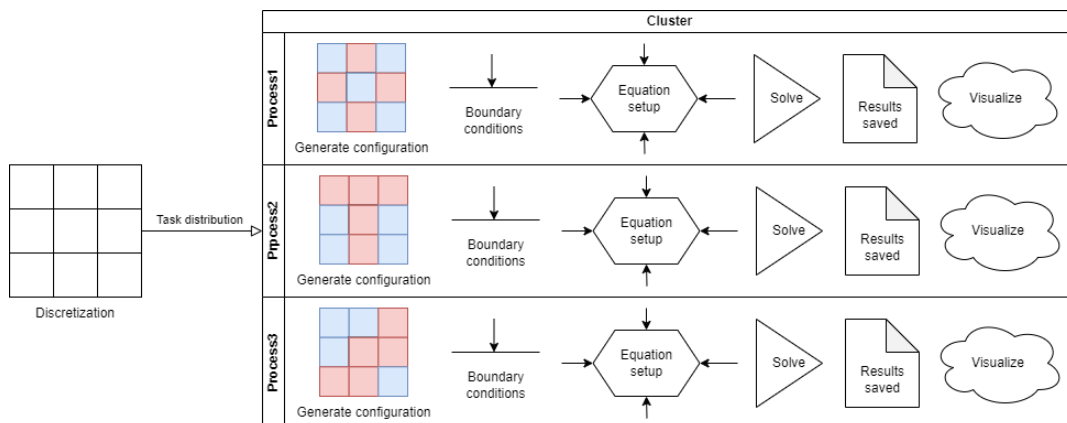 Cluster
Process1
Generate configuration
Boundary
conditions
Equation
setup
Solve
Results
saved
Visualize
Discretization
Task distribution
Prpcess2
Generate configuration
Boundary
conditions
Equation
setup
Solve
Results
saved
Visualize
Process3
Generate configuration
Boundary
conditions
Equation
setup
Solve
Results
saved
Visualize